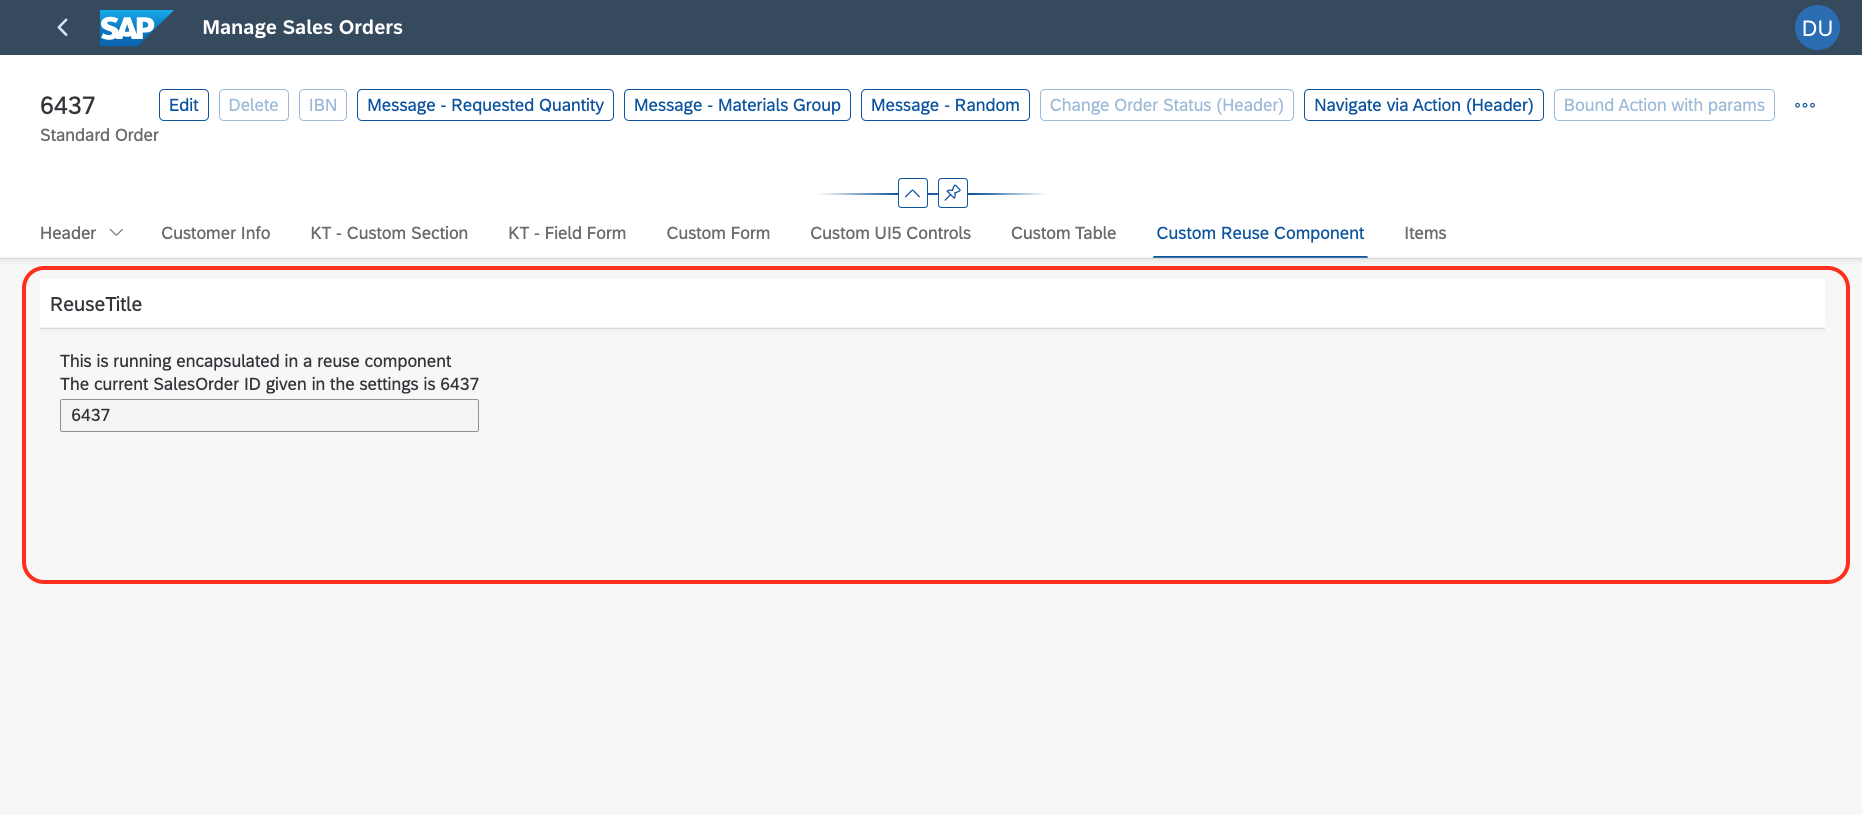 SAP Manage Sales Orders DU
6437 Edit Delete IBN Message - Requested Quantity Message - Materials Group Message - Random Change Order Status (Header) Navigate via Action (Header) Bound Action with params
Standard Order
Header Customer Info KT - Custom Section KT - Field Form Custom Form Custom UI5 Controls Custom Table Custom Reuse Component Items
ReuseTitle
This is running encapsulated in a reuse component
The current SalesOrder ID given in the settings is 6437
6437